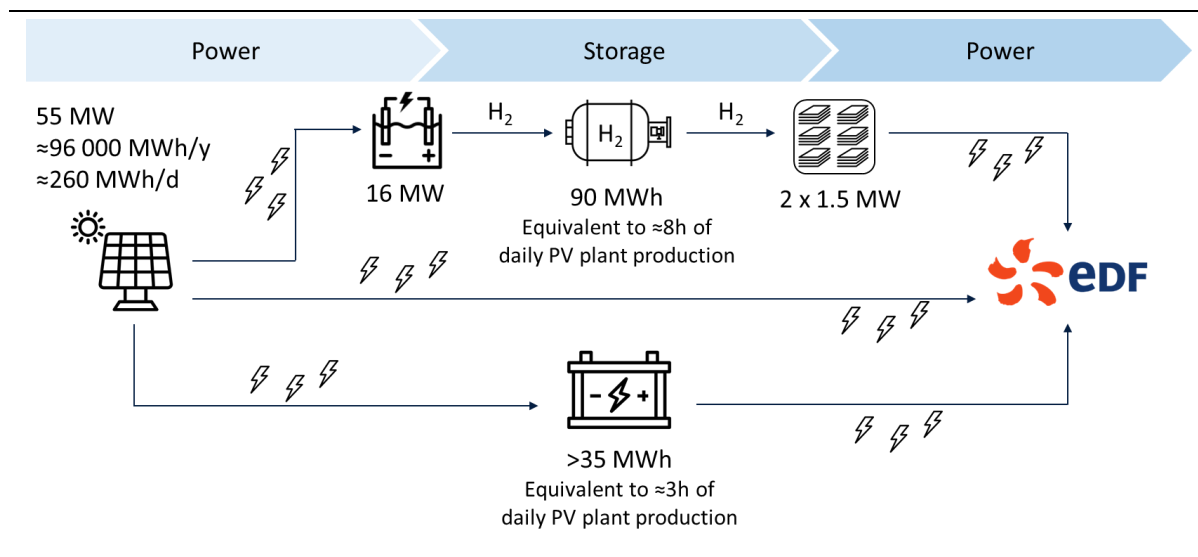 Power
Storage
Power
55 MW
≈96 000 MWh/y
≈260 MWh/d
H₂
H₂
H₂
16 MW
90 MWh
Equivalent to ≈8h of
daily PV plant production
2 x 1.5 MW
eDF
>35 MWh
Equivalent to ≈3h of
daily PV plant production